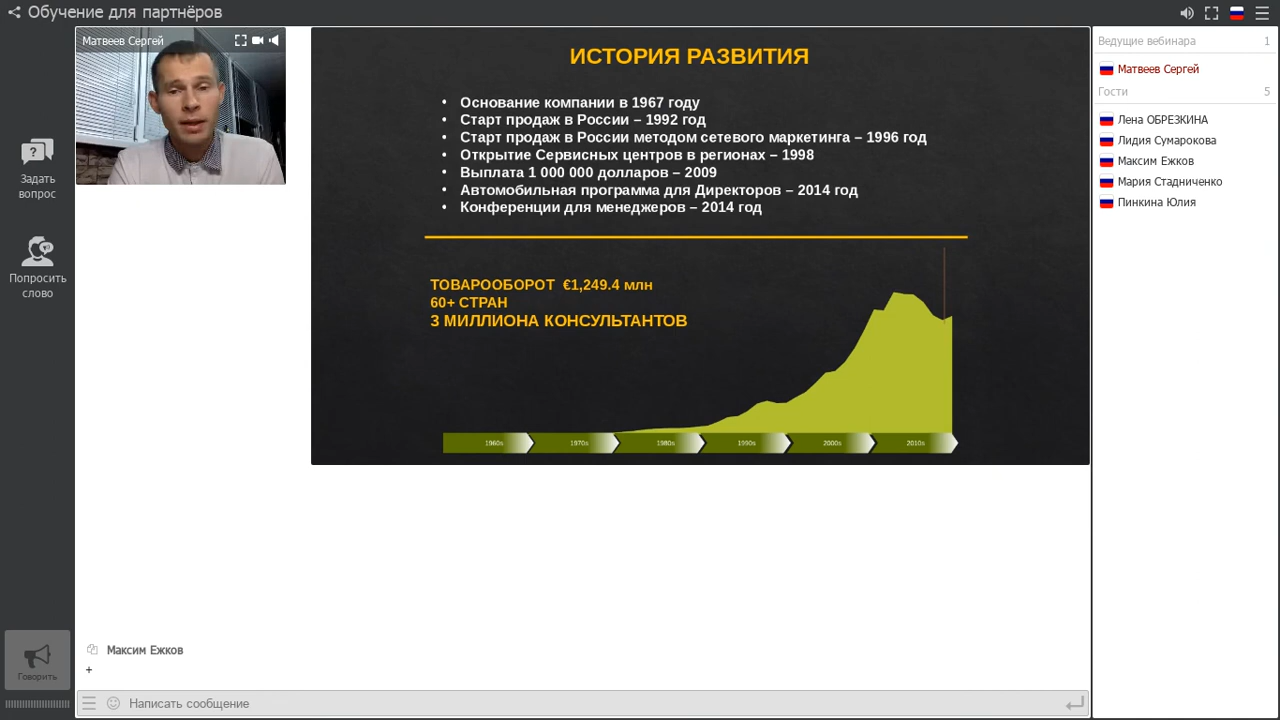 Обучение для партнёров
Матвеев Сергей
Задать
вопрос
Попросить
слово
Говорить
ИСТОРИЯ РАЗВИТИЯ
• Основание компании в 1967 году
• Старт продаж в России – 1992 год
• Старт продаж в России методом сетевого маркетинга – 1996 год
• Открытие Сервисных центров в регионах – 1998
• Выплата 1 000 000 долларов – 2009
• Автомобильная программа для Директоров – 2014 год
• Конференции для менеджеров – 2014 год
ТОВАРООБОРОТ €1,249.4 млн
60+ СТРАН
3 МИЛЛИОНА КОНСУЛЬТАНТОВ
1960s 1970s 1980s 1990s 2000s 2010s
Максим Ежков
+
Написать сообщение
Ведущие вебинара 1
Матвеев Сергей
Гости 5
Лена ОБРЕЗКИНА
Лидия Сумарокова
Максим Ежков
Мария Стадниченко
Пинкина Юлия